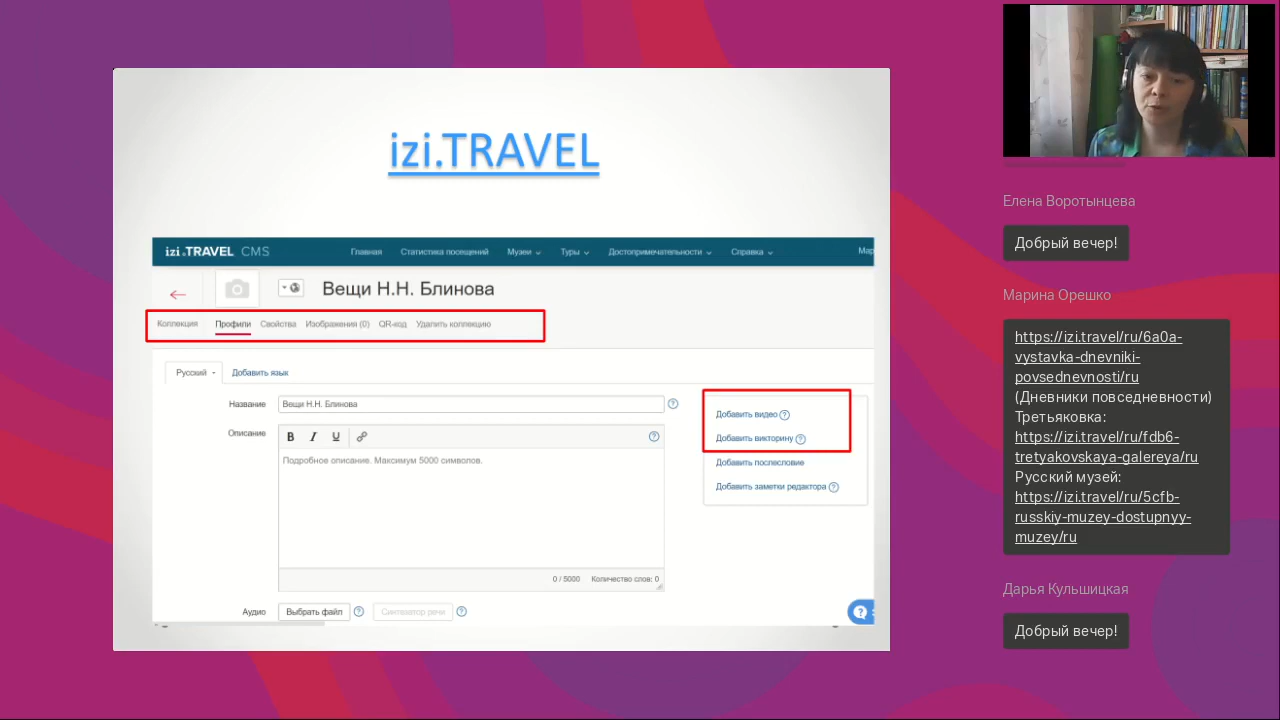 izi.TRAVEL
izi.TRAVEL CMS
Главная Статистика посещений Музеи Туры Достопримечательности Справка Мар
Вещи Н.Н. Блинова
Коллекция Профили Свойства Изображения (0) QR-код Удалить коллекцию
Русский Добавить язык
Название Вещи Н.Н. Блинова
Описание B I U
Подробное описание. Максимум 5000 символов.
0 / 5000 Количество слов: 0
Аудио Выбрать файл Синтезатор речи
Добавить видео
Добавить викторину
Добавить послесловие
Добавить заметки редактора
Елена Воротынцева
Добрый вечер!
Марина Орешко
https://izi.travel/ru/6a0a-
vystavka-dnevniki-
povsednevnosti/ru
(Дневники повседневности)
Третьяковка:
https://izi.travel/ru/fdb6-
tretyakovskaya-galereya/ru
Русский музей:
https://izi.travel/ru/5cfb-
russkiy-muzey-dostupnyy-
muzey/ru
Дарья Кульшицкая
Добрый вечер!